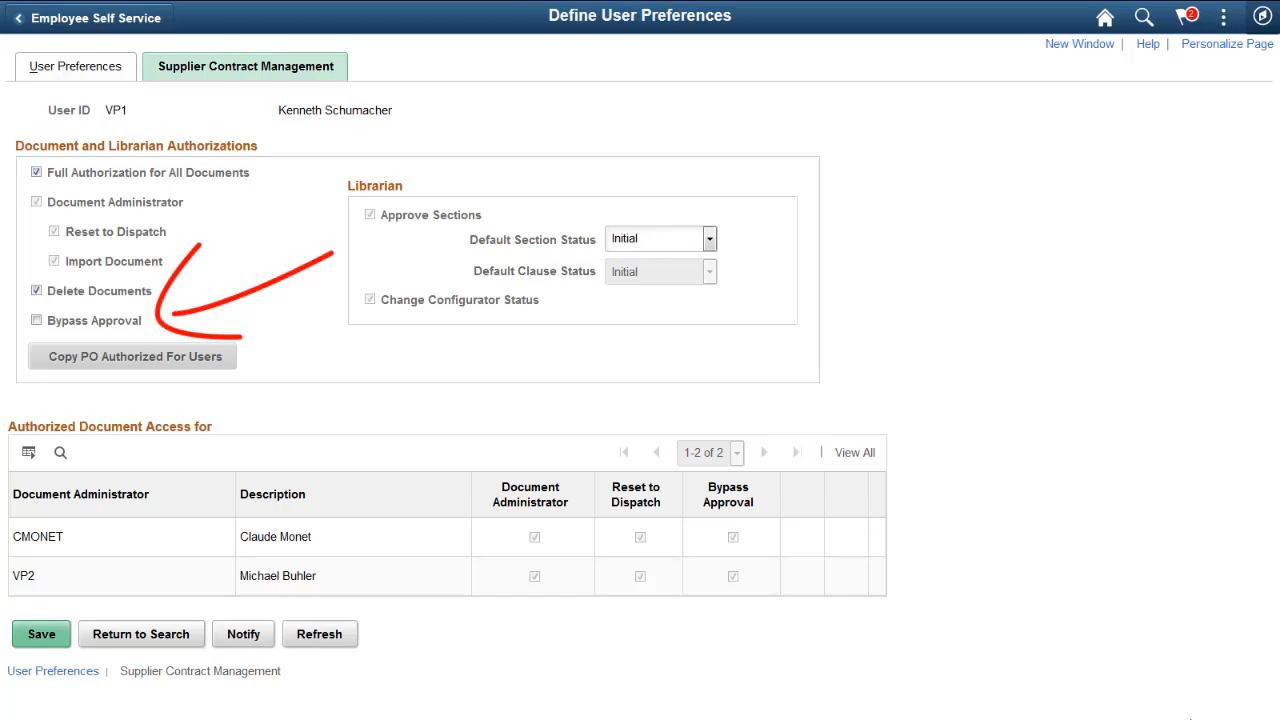 Employee Self Service
Define User Preferences
2
New Window | Help | Personalize Page
User Preferences
Supplier Contract Management
User ID VP1 Kenneth Schumacher
Document and Librarian Authorizations
Full Authorization for All Documents
Document Administrator
Reset to Dispatch
Import Document
Delete Documents
Bypass Approval
Copy PO Authorized For Users
Librarian
Approve Sections
Default Section Status Initial
Default Clause Status Initial
Change Configurator Status
Authorized Document Access for
1-2 of 2 | View All
Document Administrator Description Document Administrator Reset to Dispatch Bypass Approval
CMONET Claude Monet
VP2 Michael Buhler
Save Return to Search Notify Refresh
User Preferences | Supplier Contract Management